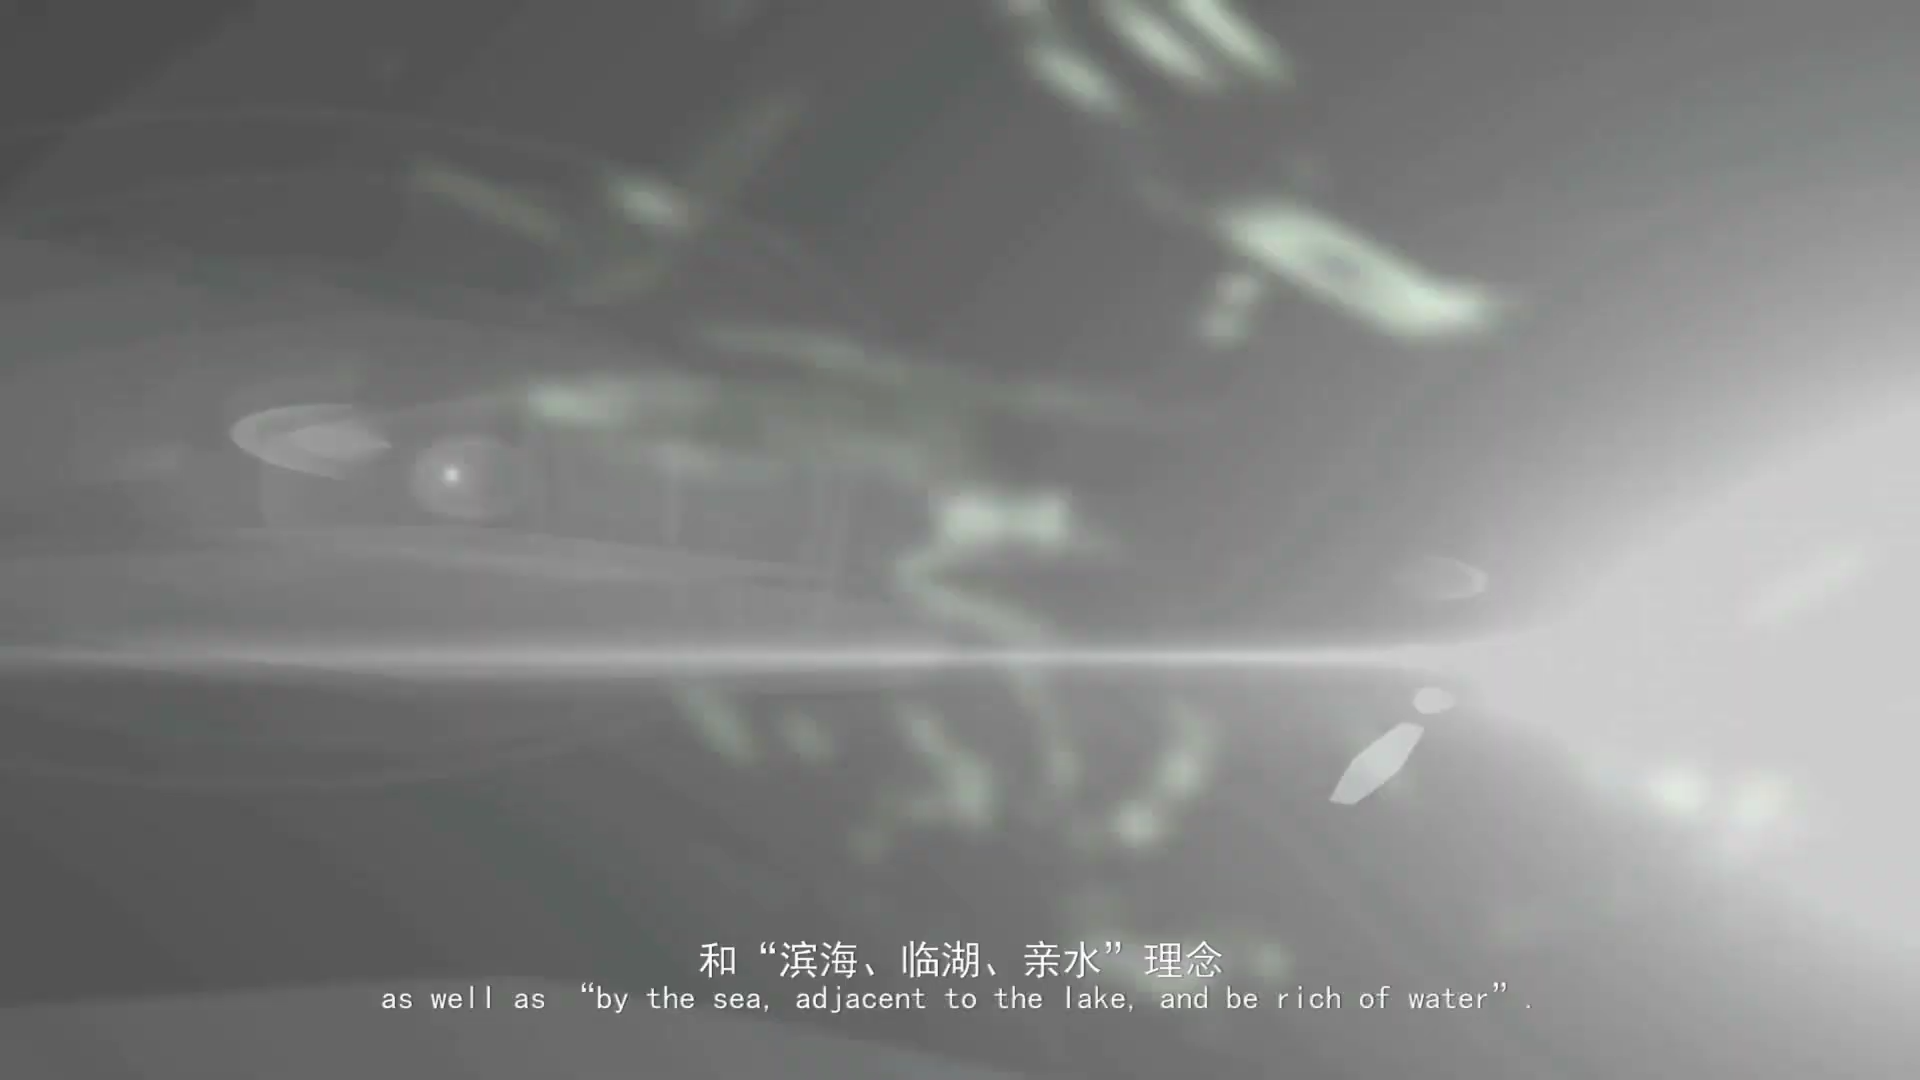 和“滨海、临湖、亲水”理念
as well as “by the sea, adjacent to the lake, and be rich of water”.